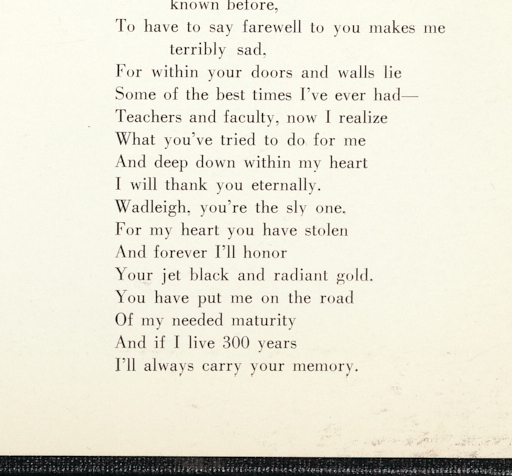 known before,
To have to say farewell to you makes me
terribly sad,
For within your doors and walls lie
Some of the best times I've ever had—
Teachers and faculty, now I realize
What you've tried to do for me
And deep down within my heart
I will thank you eternally.
Wadleigh, you're the sly one.
For my heart you have stolen
And forever I'll honor
Your jet black and radiant gold.
You have put me on the road
Of my needed maturity
And if I live 300 years
I'll always carry your memory.